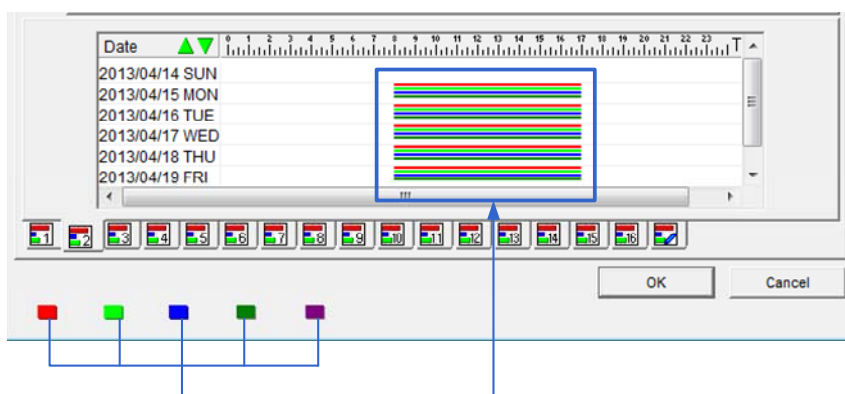 Date 0 1 2 3 4 5 6 7 8 9 10 11 12 13 14 15 16 17 18 19 20 21 22 23 T
2013/04/14 SUN
2013/04/15 MON
2013/04/16 TUE
2013/04/17 WED
2013/04/18 THU
2013/04/19 FRI
1 2 3 4 5 6 7 8 9 10 11 12 13 14 15 16
OK Cancel